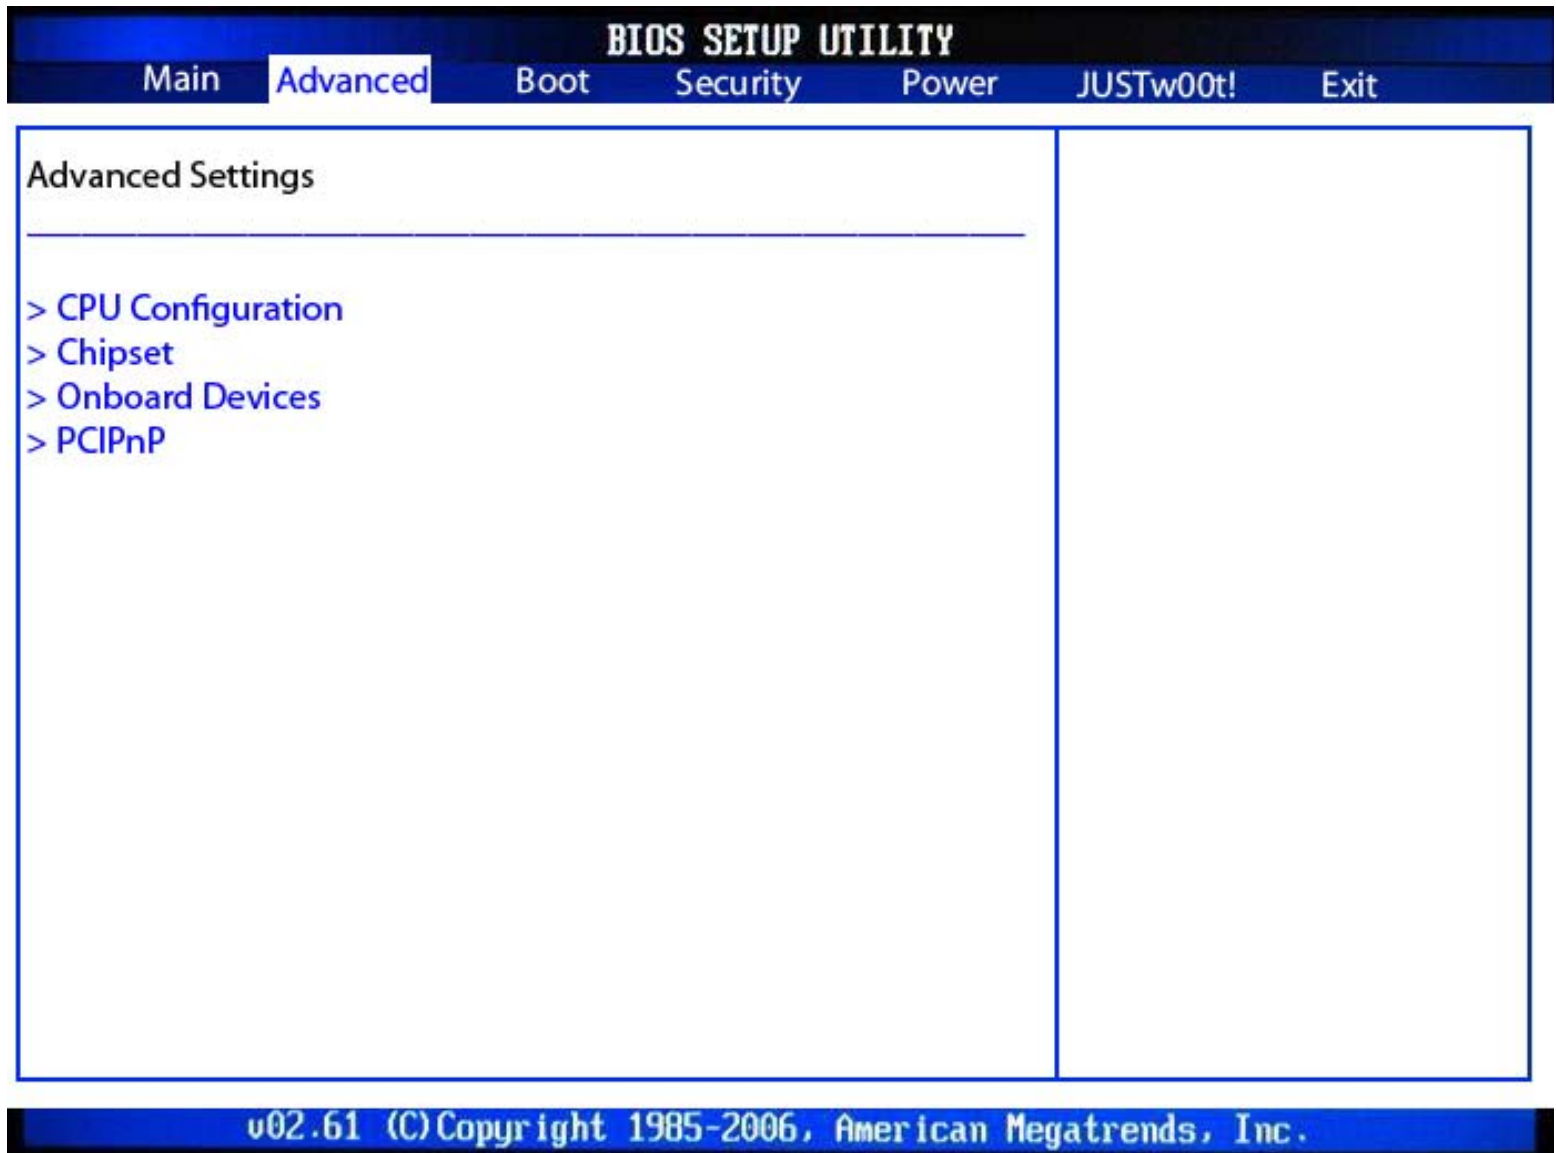 BIOS SETUP UTILITY
Main Advanced Boot Security Power JUSTw00t! Exit
Advanced Settings
> CPU Configuration
> Chipset
> Onboard Devices
> PCIPnP
v02.61 (C)Copyright 1985-2006, American Megatrends, Inc.